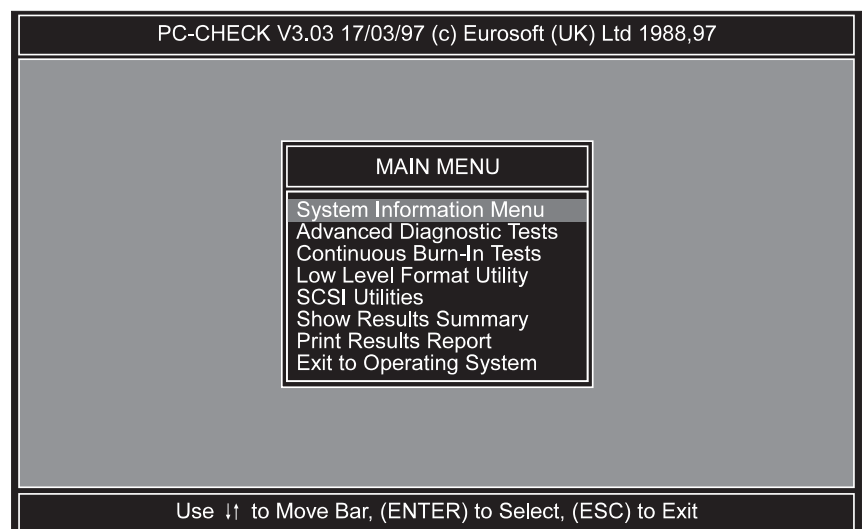 PC-CHECK V3.03 17/03/97 (c) Eurosoft (UK) Ltd 1988,97
MAIN MENU
System Information Menu
Advanced Diagnostic Tests
Continuous Burn-In Tests
Low Level Format Utility
SCSI Utilities
Show Results Summary
Print Results Report
Exit to Operating System
Use ↓↑ to Move Bar, (ENTER) to Select, (ESC) to Exit